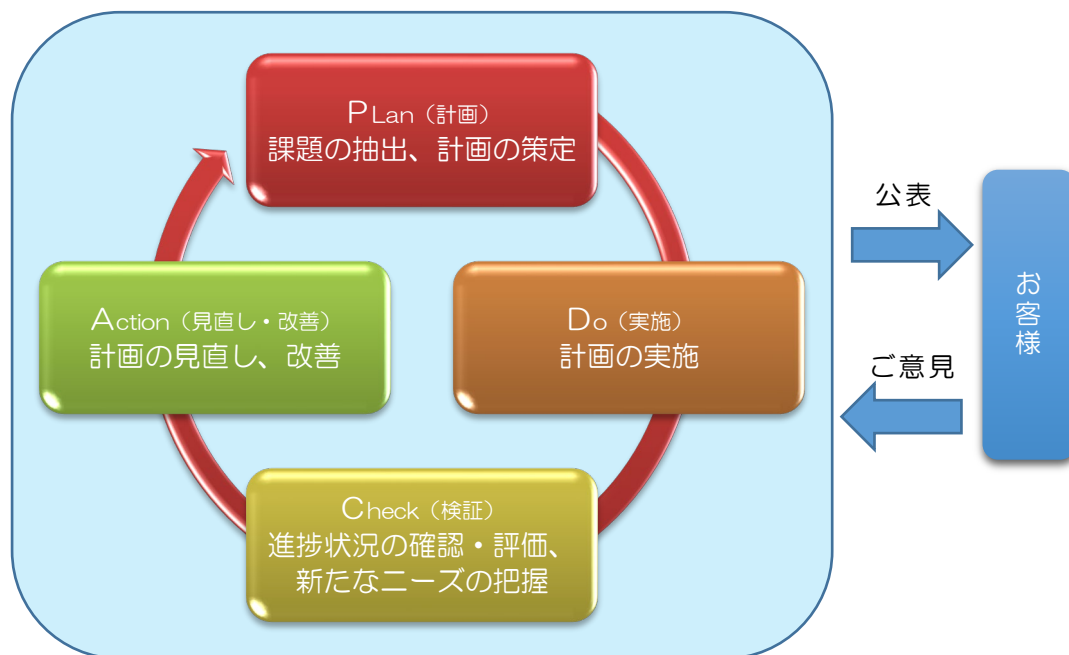 PLan（計画）
課題の抽出、計画の策定
Do（実施）
計画の実施
Check（検証）
進捗状況の確認・評価、
新たなニーズの把握
Action（見直し・改善）
計画の見直し、改善
公表
ご意見
お客様